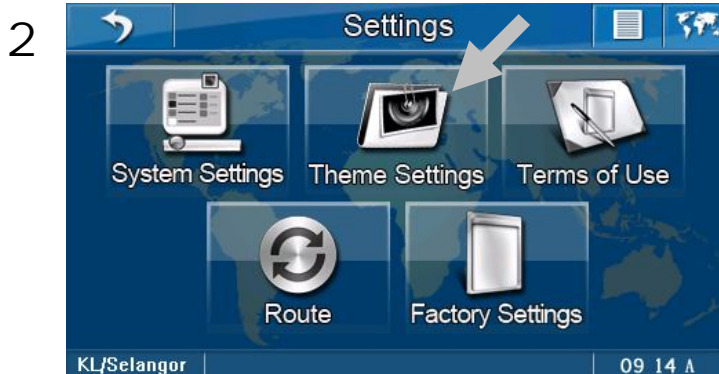 2
Settings
System Settings
Theme Settings
Terms of Use
Route
Factory Settings
KL/Selangor
09 14 A